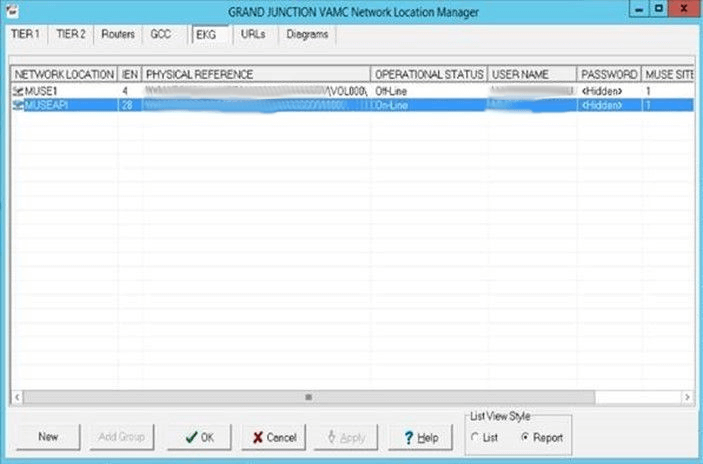 GRAND JUNCTION VAMC Network Location Manager
TIER 1 TIER 2 Routers GCC EKG URLs Diagrams
NETWORK LOCATION IEN PHYSICAL REFERENCE OPERATIONAL STATUS USER NAME PASSWORD MUSE SITE
MUSE1 4 \VOL000\ Off-Line <Hidden> 1
MUSEAPI 28 On-Line <Hidden> 1
List View Style
New Add Group OK Cancel Apply ? Help List Report